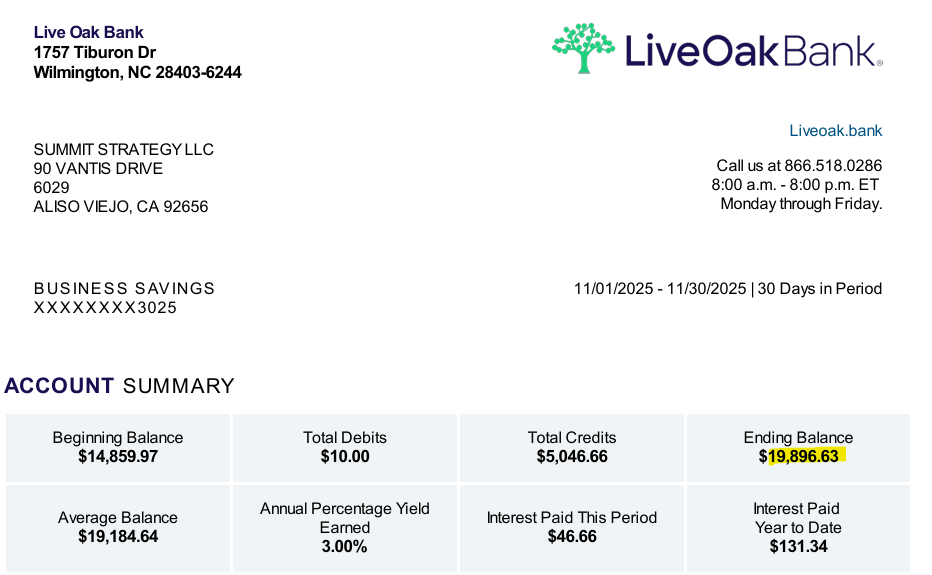 Live Oak Bank
1757 Tiburon Dr
Wilmington, NC 28403-6244
LiveOakBank®
Liveoak.bank
SUMMIT STRATEGY LLC
90 VANTIS DRIVE
6029
ALISO VIEJO, CA 92656
Call us at 866.518.0286
8:00 a.m. - 8:00 p.m. ET
Monday through Friday.
BUSINESS SAVINGS
XXXXXXXX3025
11/01/2025 - 11/30/2025 | 30 Days in Period
ACCOUNT SUMMARY
Beginning Balance
$14,859.97
Total Debits
$10.00
Total Credits
$5,046.66
Ending Balance
$19,896.63
Average Balance
$19,184.64
Annual Percentage Yield
Earned
3.00%
Interest Paid This Period
$46.66
Interest Paid
Year to Date
$131.34